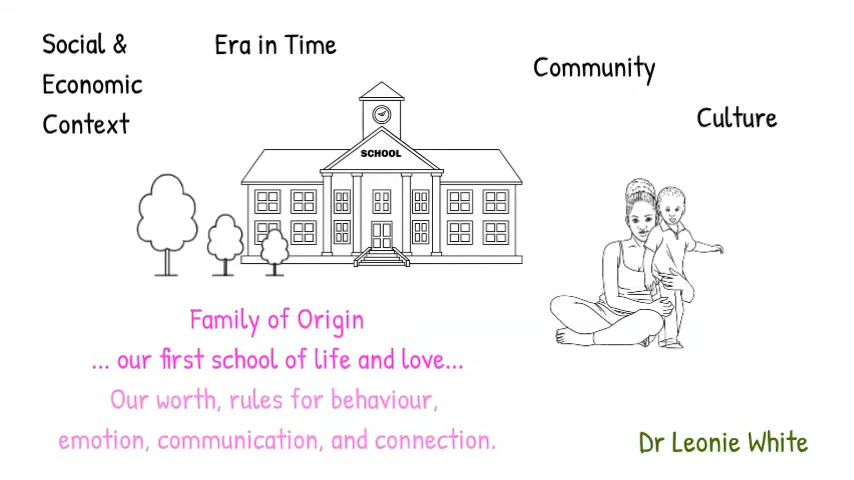 Social &
Economic
Context
Era in Time
Community
Culture
SCHOOL
Family of Origin
... our first school of life and love...
Our worth, rules for behaviour,
emotion, communication, and connection.
Dr Leonie White